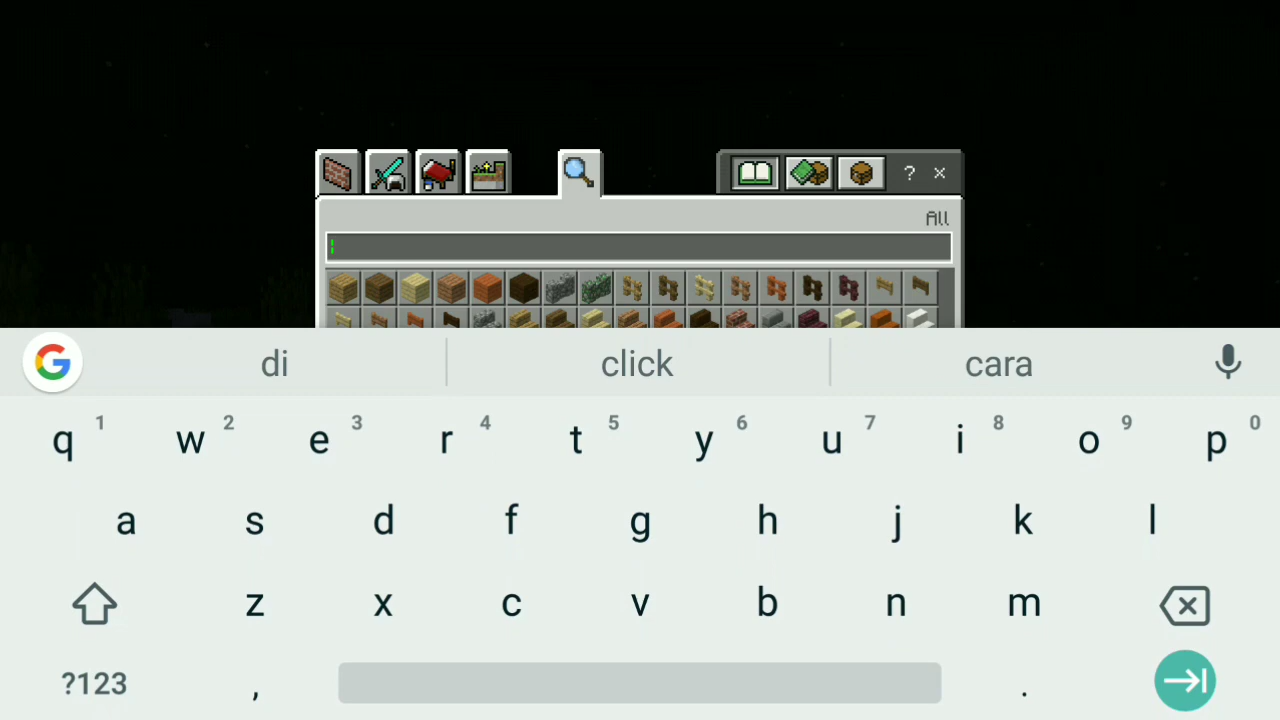 ? ×
All
di click cara
q 1 w 2 e 3 r 4 t 5 y 6 u 7 i 8 o 9 p 0
a s d f g h j k l
z x c v b n m
?123 , .